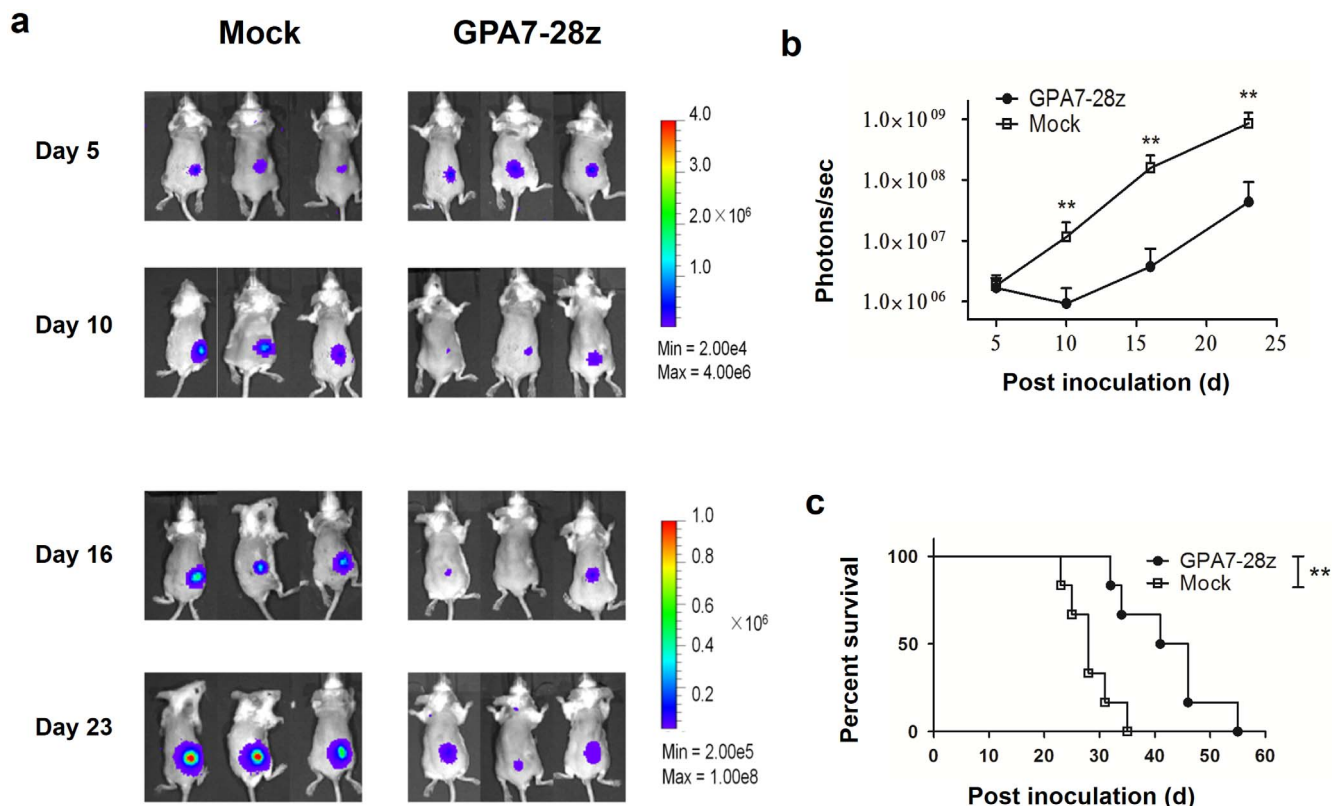 a
Mock
GPA7-28z
Day 5
Day 10
4.0
3.0
2.0 ×10⁶
1.0
Min = 2.00e4
Max = 4.00e6
Day 16
Day 23
1.0
0.8
0.6
×10⁶
0.4
0.2
Min = 2.00e5
Max = 1.00e8
b
GPA7-28z
Mock
**
**
**
1.0×10⁰⁹
1.0×10⁰⁸
1.0×10⁰⁷
1.0×10⁰⁶
Photons/sec
5 10 15 20 25
Post inoculation (d)
c
GPA7-28z
Mock
**
100
50
0
Percent survival
0 10 20 30 40 50 60
Post inoculation (d)